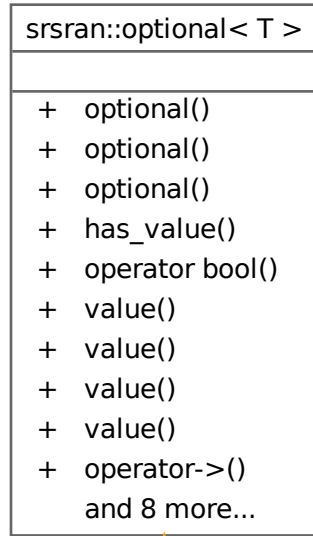 srsran::optional< T >
+ optional()
+ optional()
+ optional()
+ has_value()
+ operator bool()
+ value()
+ value()
+ value()
+ value()
+ operator->()
and 8 more...